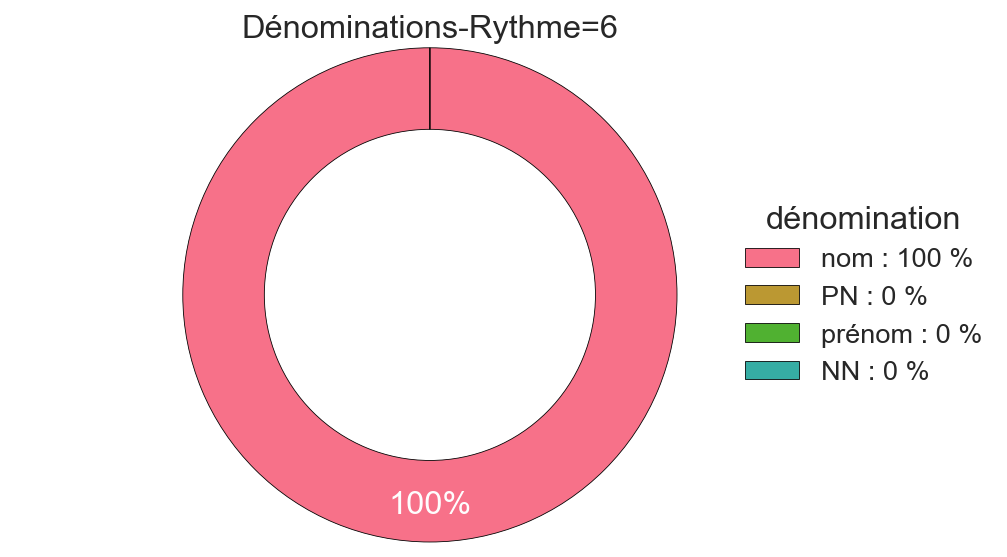 Dénominations-Rythme=6
dénomination
nom : 100 %
PN : 0 %
prénom : 0 %
NN : 0 %
100%